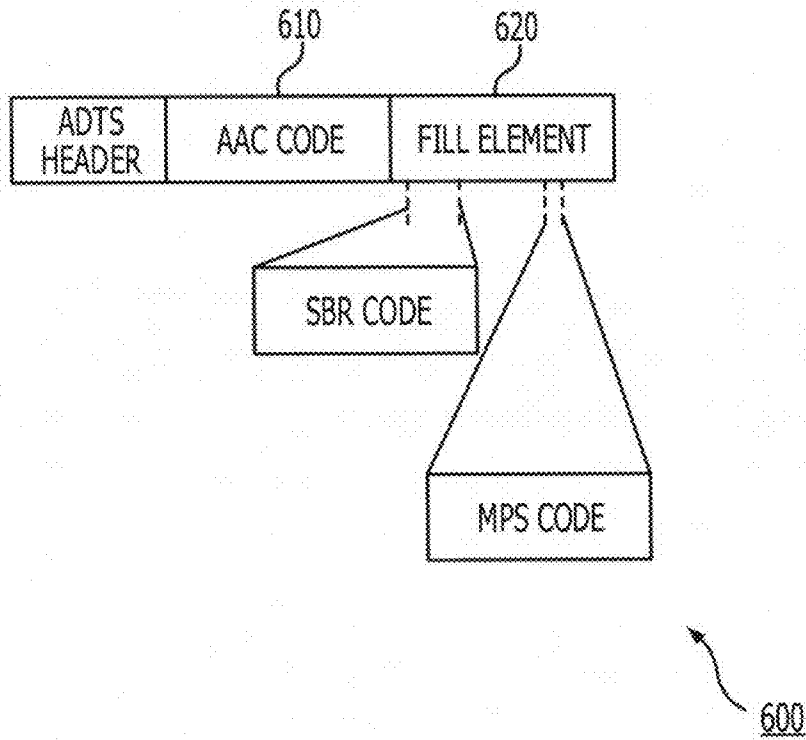 610
620
ADTS
HEADER
AAC CODE
FILL ELEMENT
SBR CODE
MPS CODE
600